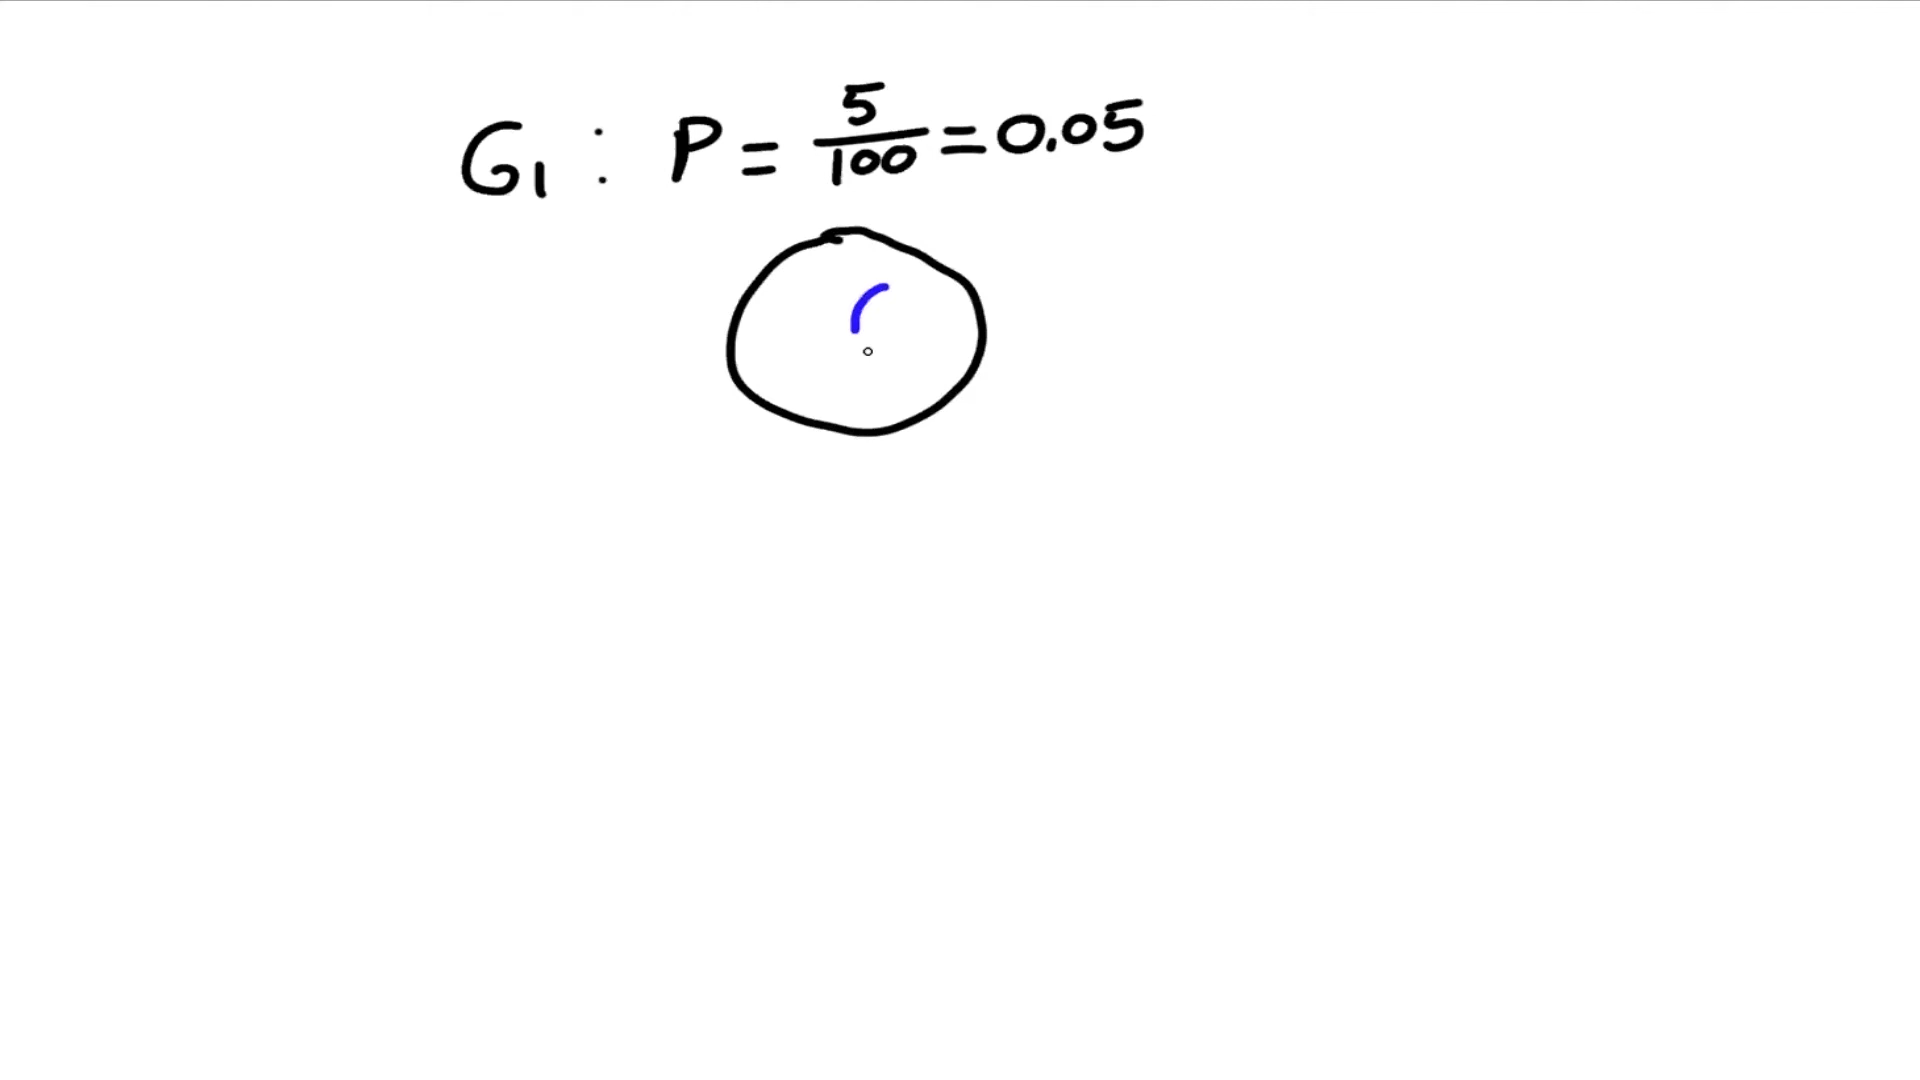 G1 : P = 5/100 = 0.05